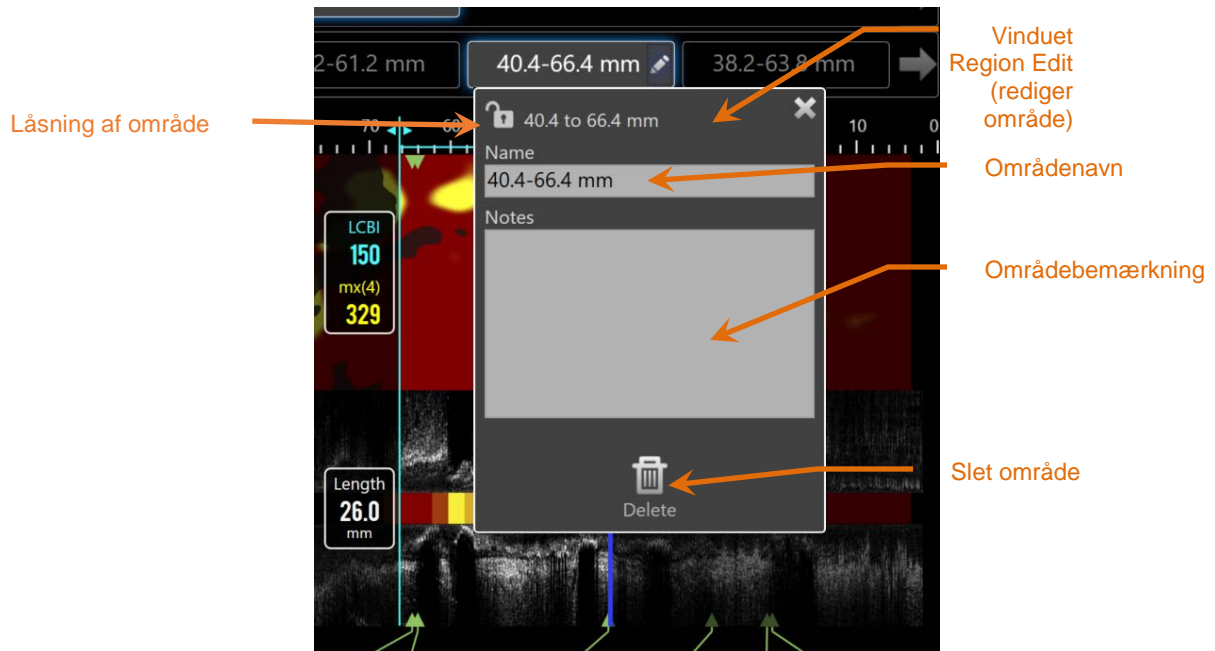 Vinduet
Region Edit
(rediger
område)
2-61.2 mm
40.4-66.4 mm
38.2-63.8 mm
Låsning af område
40.4 to 66.4 mm
70
60
10
0
Name
40.4-66.4 mm
Områdenavn
Notes
LCBI
150
mx(4)
329
Områdebemærkning
Slet område
Length
26.0
mm
Delete